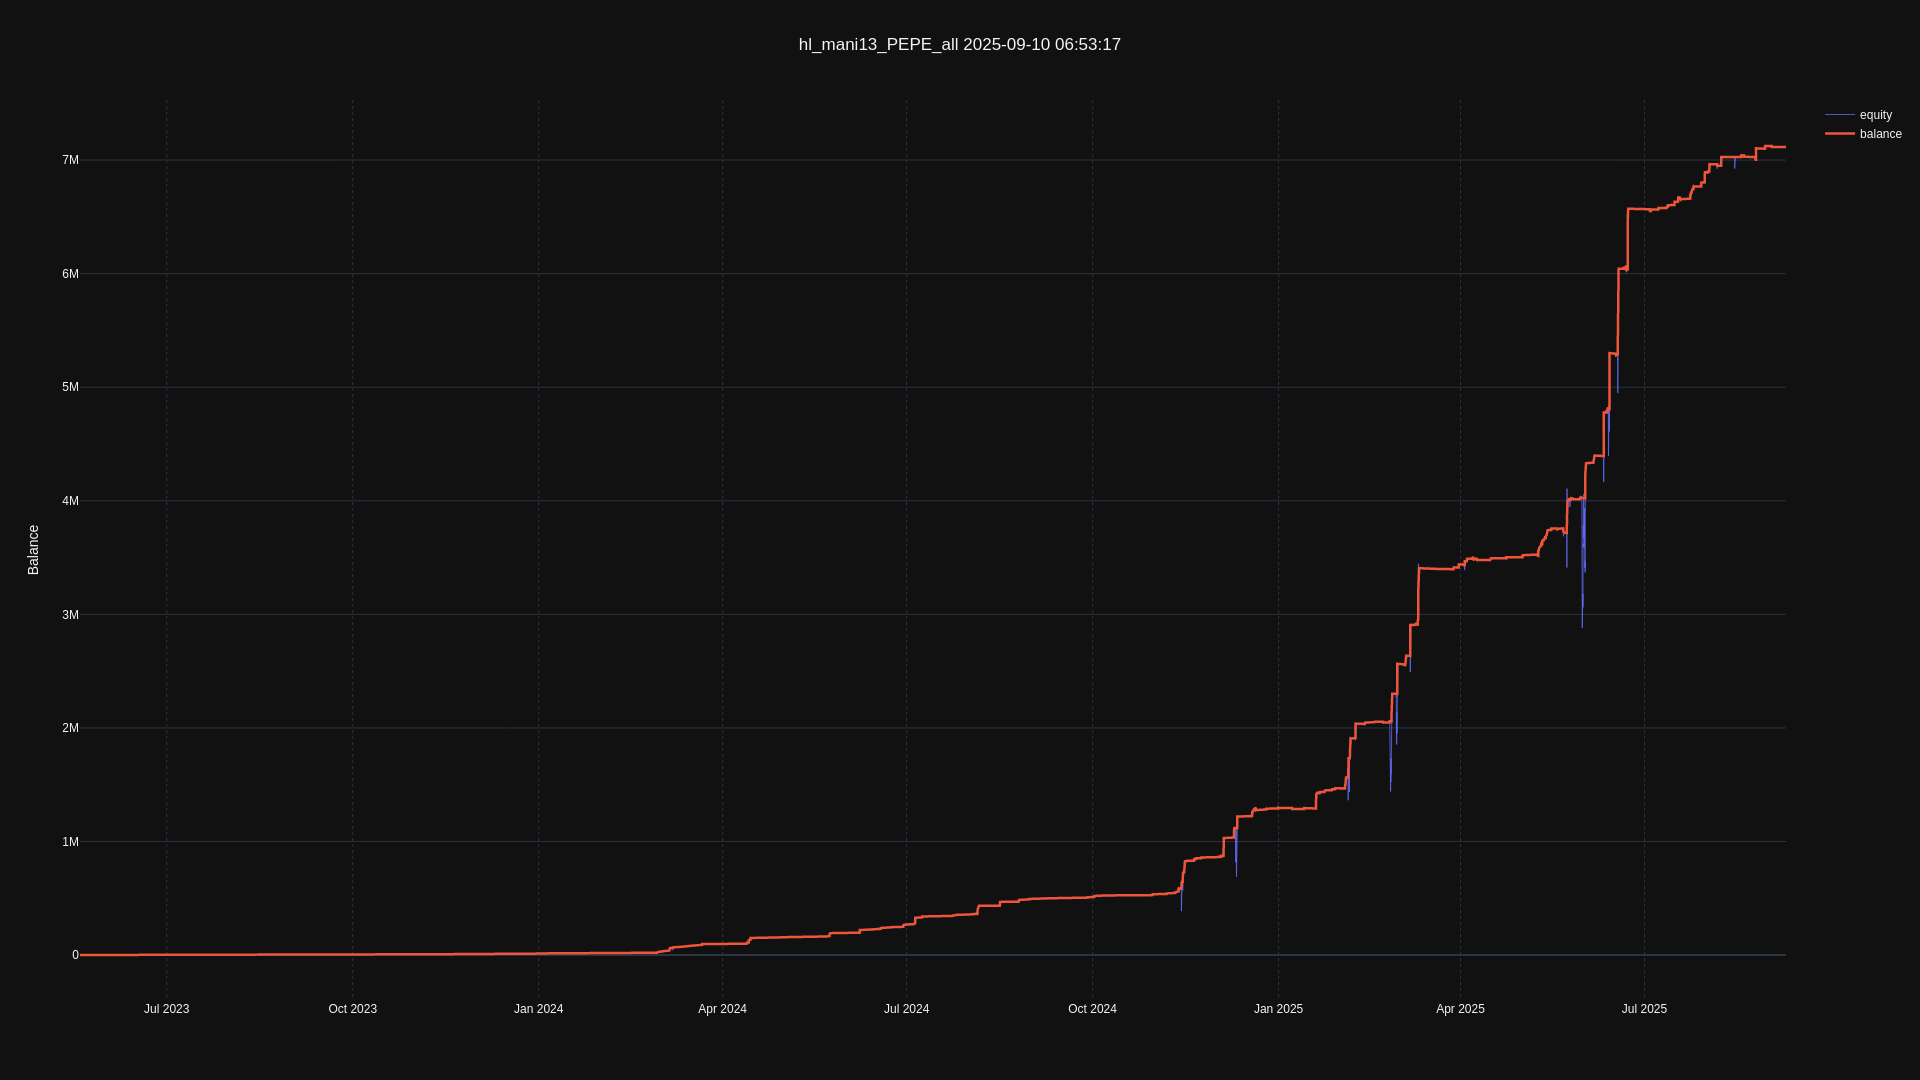 hl_mani13_PEPE_all 2025-09-10 06:53:17
equity
balance
7M
6M
5M
4M
3M
2M
1M
0
Balance
Jul 2023
Oct 2023
Jan 2024
Apr 2024
Jul 2024
Oct 2024
Jan 2025
Apr 2025
Jul 2025